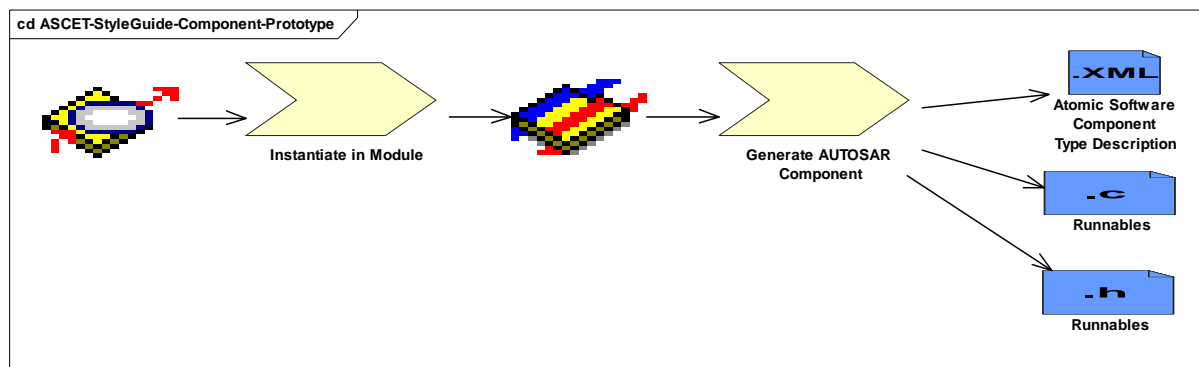 cd ASCET-StyleGuide-Component-Prototype
Instantiate in Module
Generate AUTOSAR
Component
.XML
Atomic Software
Component
Type Description
.c
Runnables
.h
Runnables